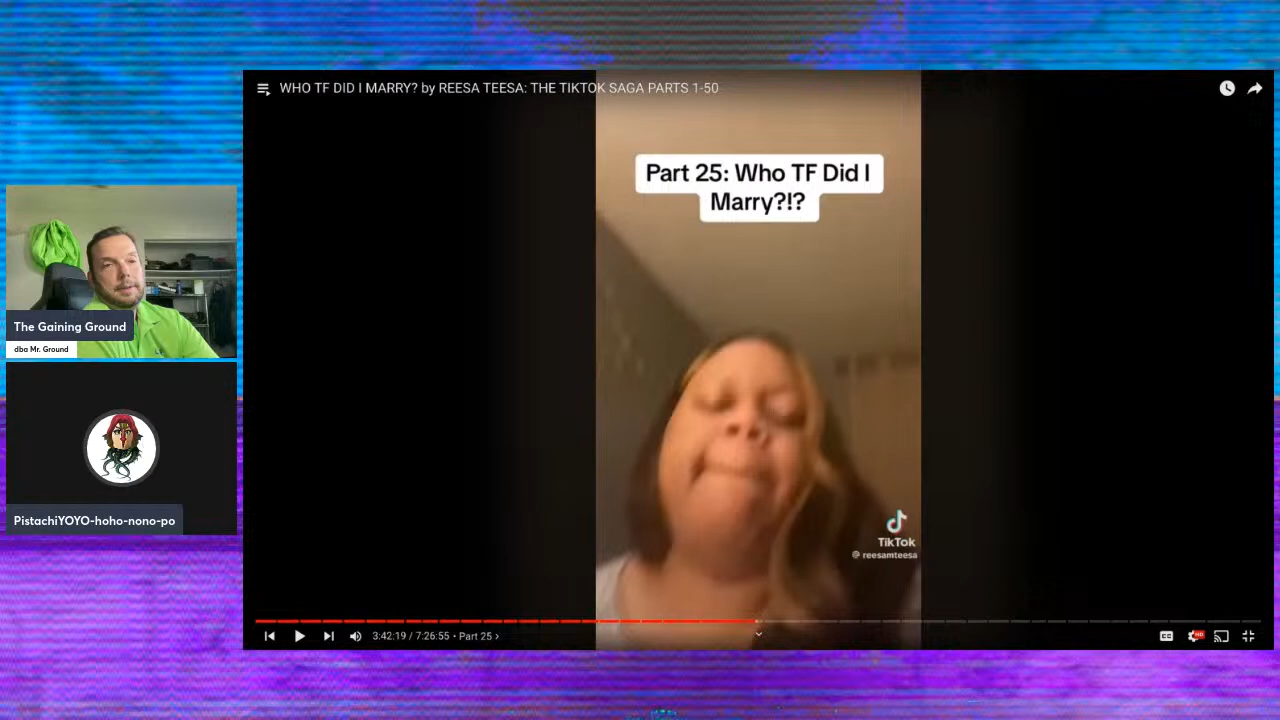 WHO TF DID I MARRY? by REESA TEESA: THE TIKTOK SAGA PARTS 1-50
Part 25: Who TF Did I
Marry?!?
The Gaining Ground
dba Mr. Ground
PistachiYOYO-hoho-nono-po
TikTok
@ reesamteesa
3:42:19 / 7:26:55 • Part 25 ›
CC
HD